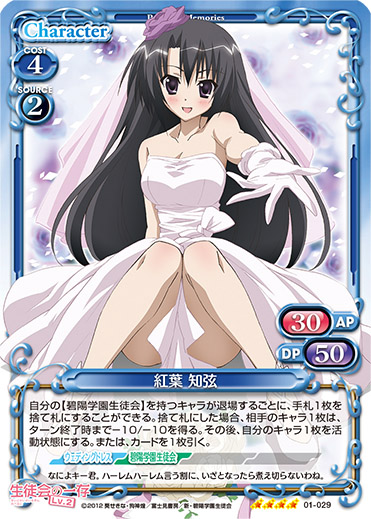 Character
COST
4
SOURCE
2
30 AP
DP 50
紅葉 知弦
自分の【碧陽学園生徒会】を持つキャラが退場するごとに、手札1枚を
捨て札にすることができる。捨て札にした場合、相手のキャラ1枚は、
ターン終了時まで-10/-10を得る。その後、自分のキャラ1枚を活
動状態にする。または、カードを1枚引く。
ウエディングドレス 碧陽学園生徒会
なによキー君。ハーレムハーレム言う割に、いざとなったら煮え切らないわね。
生徒会の一存 Lv.2
©2012 葵せきな・狗神煌/富士見書房/新・碧陽学園生徒会
01-029